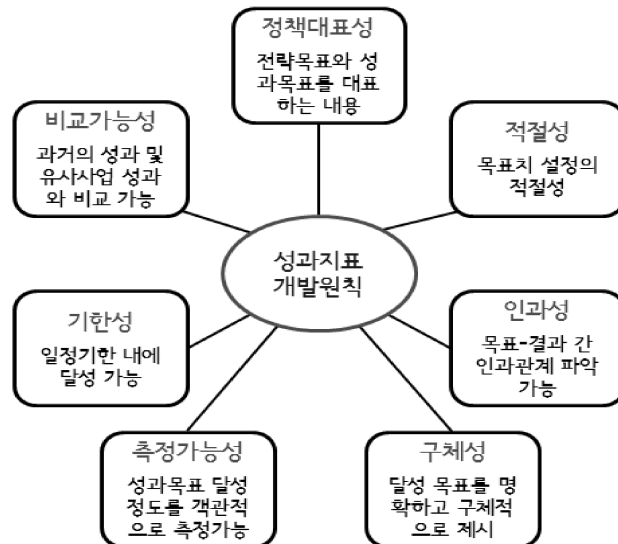 정책대표성
전략목표와 성
과목표를 대표
하는 내용
비교가능성
과거의 성과 및
유사사업 성과
와 비교 가능
적절성
목표치 설정의
적절성
성과지표
개발원칙
기한성
일정기한 내에
달성 가능
인과성
목표-결과 간
인과관계 파악
가능
측정가능성
성과목표 달성
정도를 객관적
으로 측정가능
구체성
달성 목표를 명
확하고 구체적
으로 제시